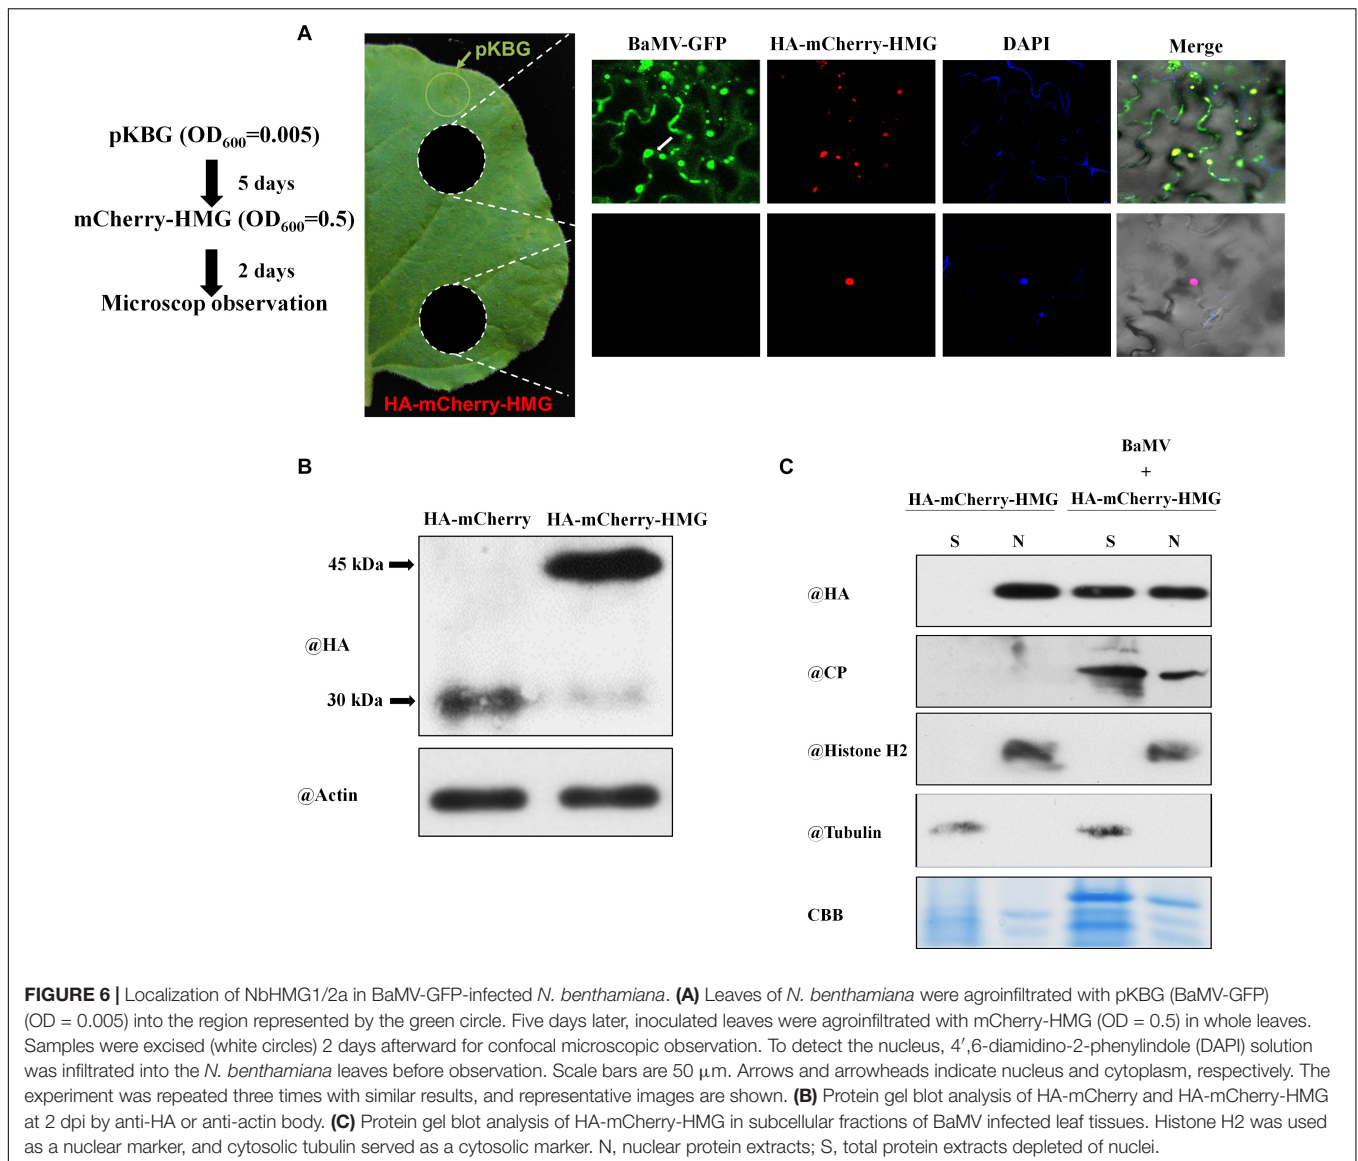 A
pKBG
BaMV-GFP HA-mCherry-HMG DAPI Merge
pKBG (OD600=0.005)
5 days
mCherry-HMG (OD600=0.5)
2 days
Microscop observation
HA-mCherry-HMG
B
HA-mCherry HA-mCherry-HMG
45 kDa
@HA
30 kDa
@Actin
C
BaMV
+
HA-mCherry-HMG HA-mCherry-HMG
S N S N
@HA
@CP
@Histone H2
@Tubulin
CBB
FIGURE 6 | Localization of NbHMG1/2a in BaMV-GFP-infected N. benthamiana. (A) Leaves of N. benthamiana were agroinfiltrated with pKBG (BaMV-GFP)
(OD = 0.005) into the region represented by the green circle. Five days later, inoculated leaves were agroinfiltrated with mCherry-HMG (OD = 0.5) in whole leaves.
Samples were excised (white circles) 2 days afterward for confocal microscopic observation. To detect the nucleus, 4′,6-diamidino-2-phenylindole (DAPI) solution
was infiltrated into the N. benthamiana leaves before observation. Scale bars are 50 μm. Arrows and arrowheads indicate nucleus and cytoplasm, respectively. The
experiment was repeated three times with similar results, and representative images are shown. (B) Protein gel blot analysis of HA-mCherry and HA-mCherry-HMG
at 2 dpi by anti-HA or anti-actin body. (C) Protein gel blot analysis of HA-mCherry-HMG in subcellular fractions of BaMV infected leaf tissues. Histone H2 was used
as a nuclear marker, and cytosolic tubulin served as a cytosolic marker. N, nuclear protein extracts; S, total protein extracts depleted of nuclei.